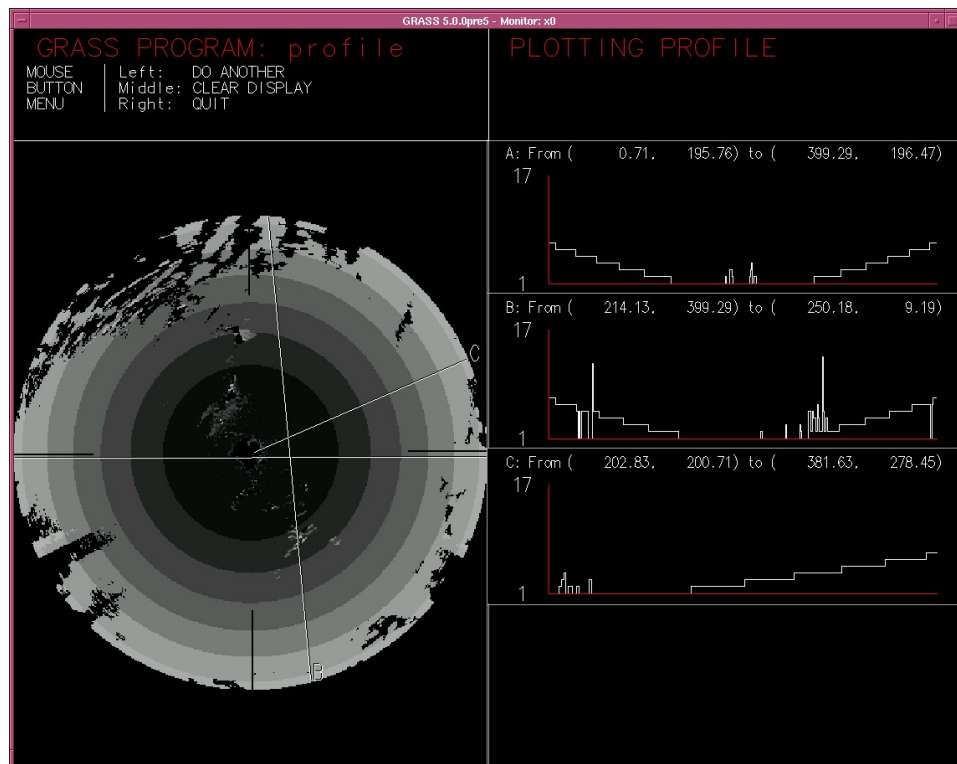 GRASS 5.0.0pre5 - Monitor: x0
GRASS PROGRAM: profile
MOUSE Left: DO ANOTHER
BUTTON Middle: CLEAR DISPLAY
MENU Right: QUIT
C
B
PLOTTING PROFILE
A: From ( 0.71, 195.76) to ( 399.29, 196.47)
17
1
B: From ( 214.13, 399.29) to ( 250.18, 9.19)
17
1
C: From ( 202.83, 200.71) to ( 381.63, 278.45)
17
1